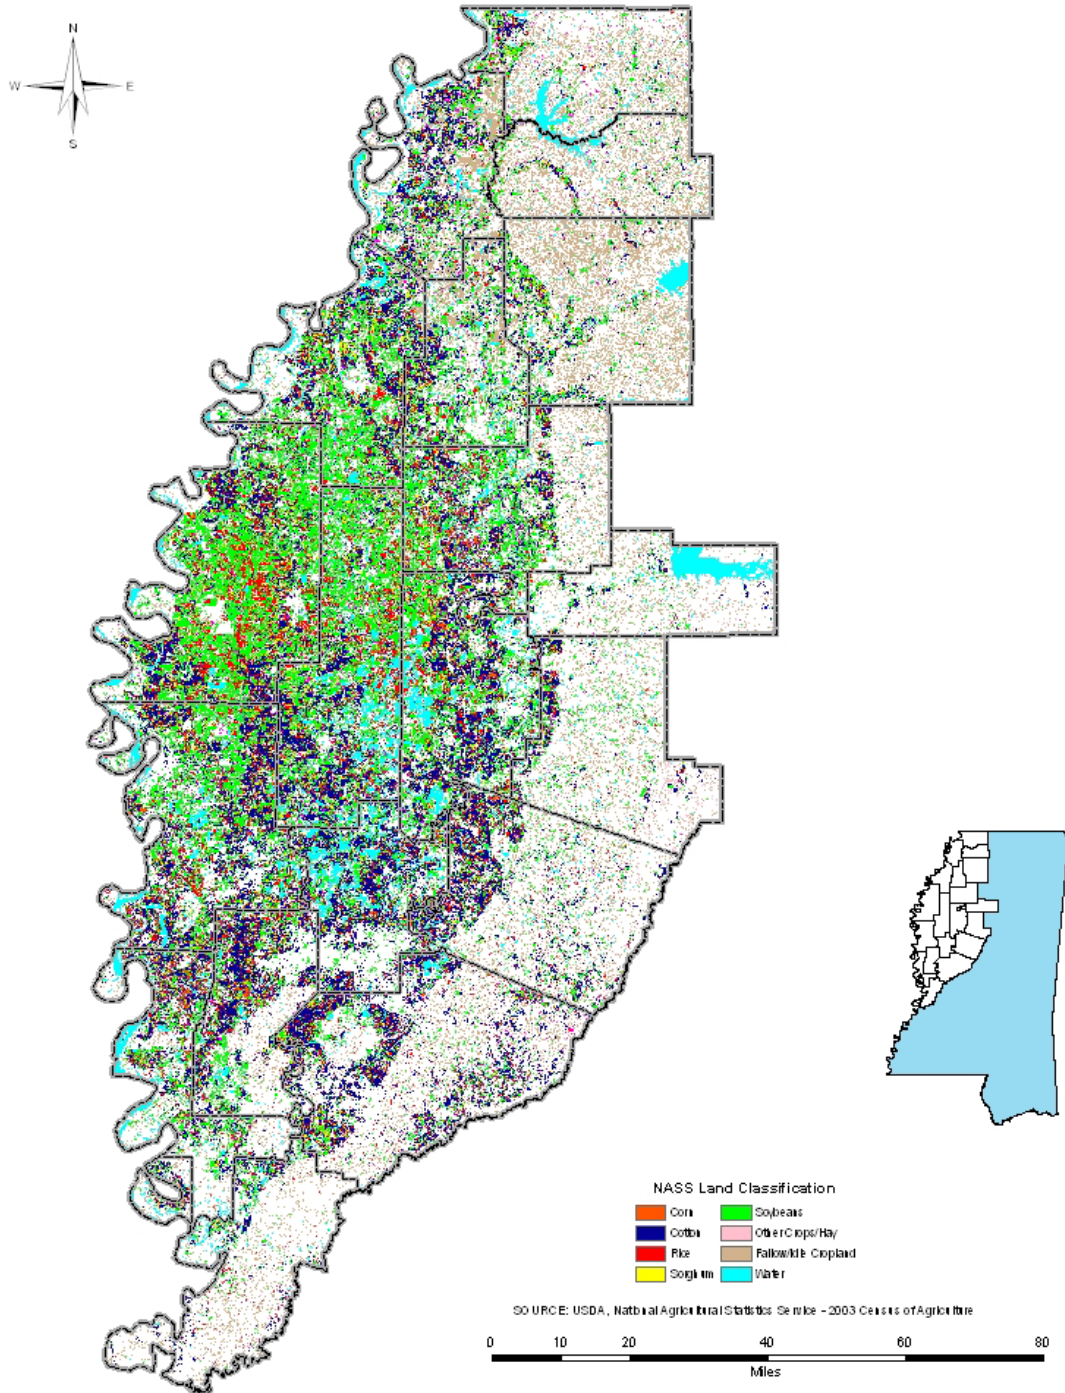 N
W E
S
NASS Land Classification
Corn Soybeans
Cotton Other Crops/Hay
Rice Fallow/Idle Cropland
Sorghum Water
SOURCE: USDA, National Agricultural Statistics Service - 2003 Census of Agriculture
0 10 20 40 60 80
Miles